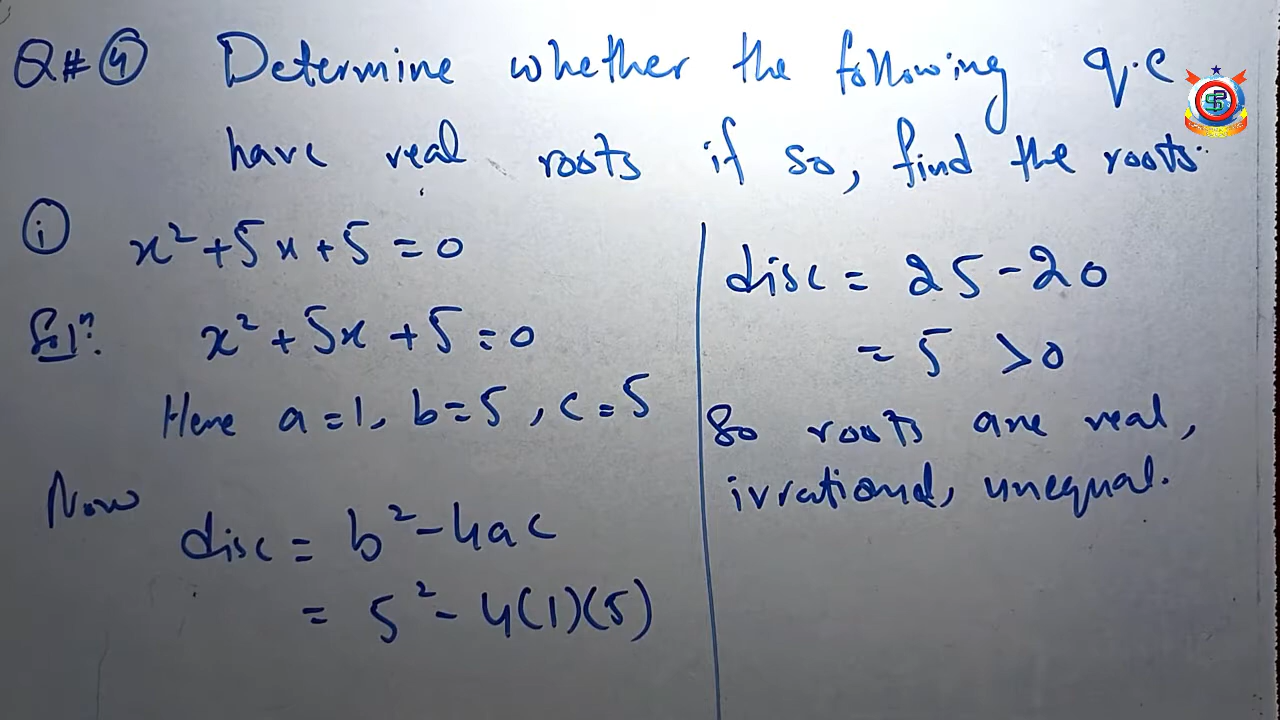 Q#④ Determine whether the following q.e
have real roots if so, find the roots.
ⓘ x²+5x+5=0
Solⁿ: x²+5x+5=0
Here a=1, b=5, c=5
Now
disc = b²-4ac
= 5²-4(1)(5)
disc = 25-20
= 5 >0
So roots are real,
irrational, unequal.